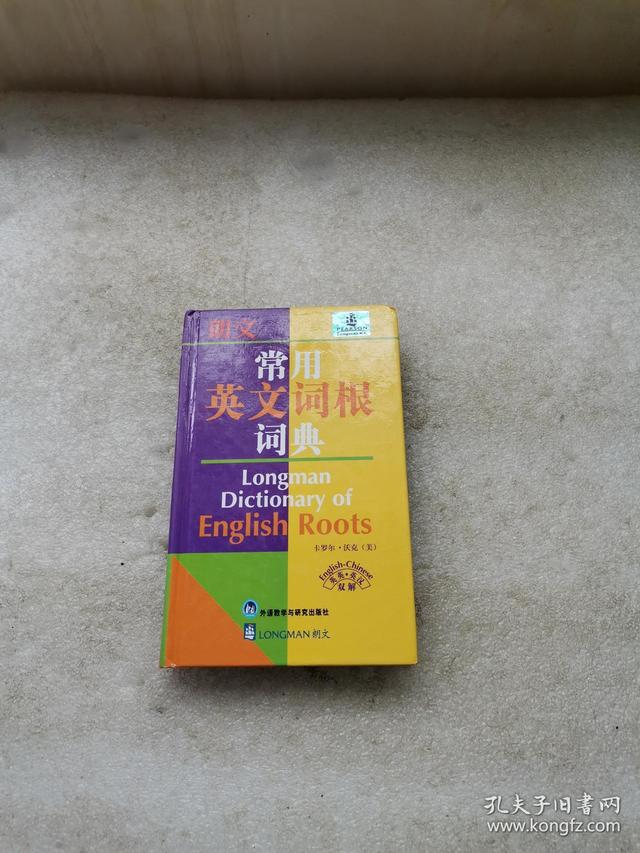 朗文
PEARSON
常用
英文词根
词典
Longman
Dictionary of
English Roots
卡罗尔·沃克（美）
English-Chinese
英英·英汉
双解
外语教学与研究出版社
LONGMAN 朗文
孔夫子旧书网
www.kongfz.com